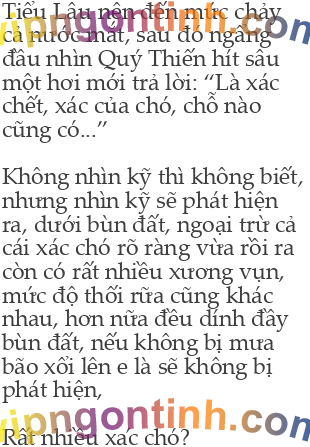 Tiểu Lâu nôn đến mức chảy
cả nước mắt, sau đó ngẩng
đầu nhìn Quý Thiến hít sâu
một hơi mới trả lời: “Là xác
chết, xác của chó, chỗ nào
cũng có...”
Không nhìn kỹ thì không biết,
nhưng nhìn kỹ sẽ phát hiện
ra, dưới bùn đất, ngoại trừ cả
cái xác chó rõ ràng vừa rồi ra
còn có rất nhiều xương vụn,
mức độ thối rữa cũng khác
nhau, hơn nữa đều dính đầy
bùn đất, nếu không bị mưa
bão xởi lên e là sẽ không bị
phát hiện,
Rất nhiều xác chó?
vipngontinh.com
vipngontinh.com